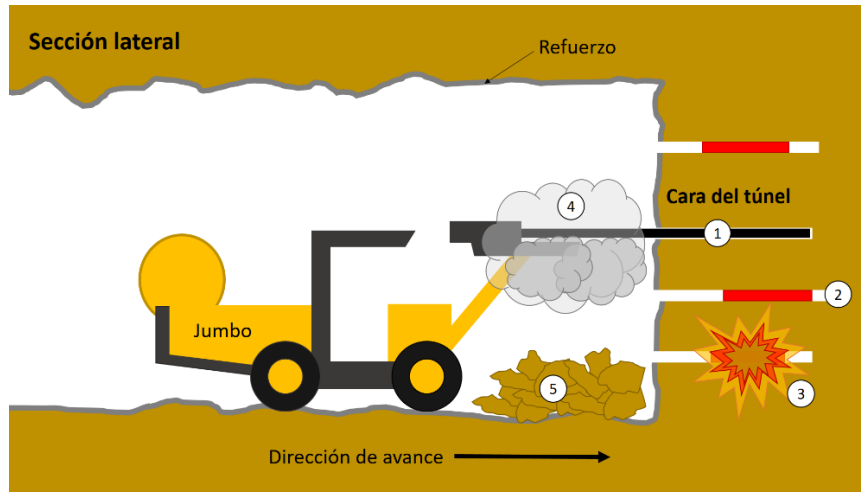 Sección lateral
Refuerzo
Cara del túnel
4
1
2
Jumbo
5
3
Dirección de avance